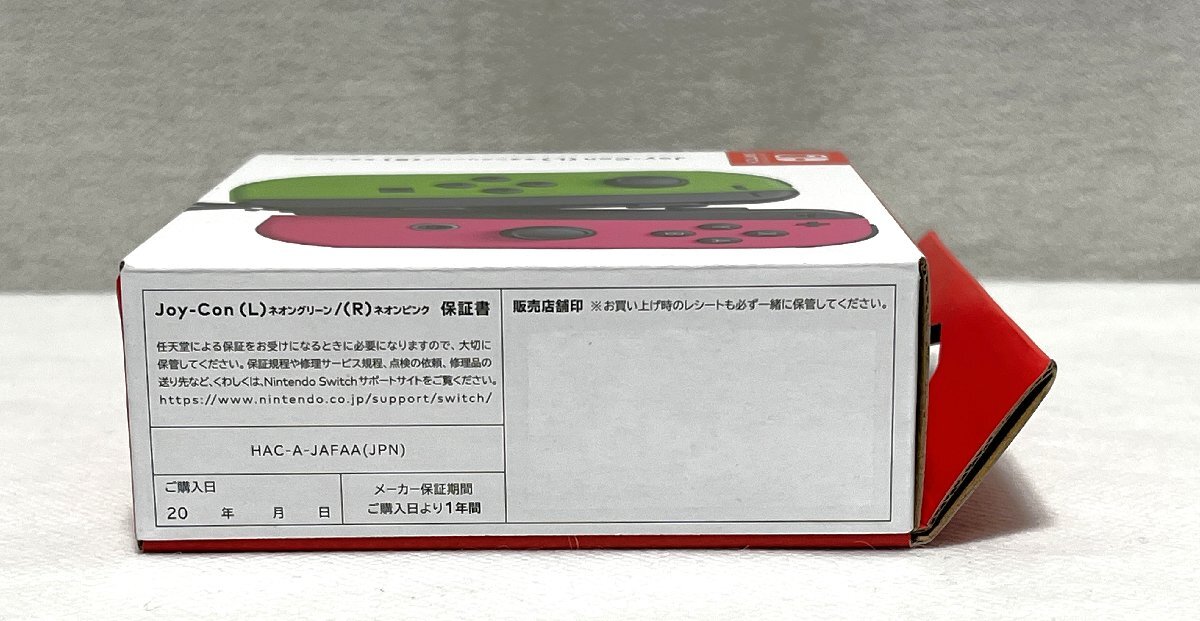 Joy-Con (L) ネオングリーン/(R) ネオンピンク 保証書
任天堂による保証をお受けになるときに必要になりますので、大切に
保管してください。保証規程や修理サービス規程、点検の依頼、修理品の
送り先など、くわしくは、Nintendo Switch サポートサイトをご覧ください。
https://www.nintendo.co.jp/support/switch/
HAC-A-JAFAA(JPN)
ご購入日
20 年 月 日
メーカー保証期間
ご購入日より1年間
販売店舗印 ※お買い上げ時のレシートも必ず一緒に保管してください。